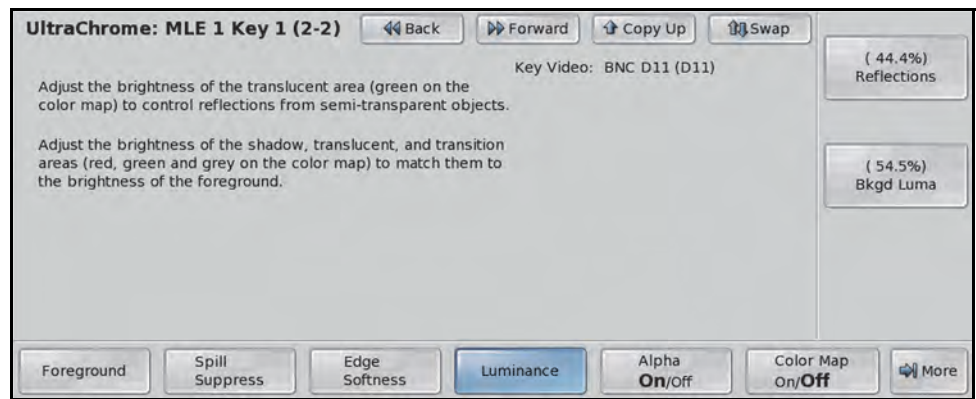 UltraChrome: MLE 1 Key 1 (2-2)
Back
Forward
Copy Up
Swap
Key Video: BNC D11 (D11)
Adjust the brightness of the translucent area (green on the
color map) to control reflections from semi-transparent objects.
Adjust the brightness of the shadow, translucent, and transition
areas (red, green and grey on the color map) to match them to
the brightness of the foreground.
( 44.4%)
Reflections
( 54.5%)
Bkgd Luma
Foreground
Spill
Suppress
Edge
Softness
Luminance
Alpha
On/Off
Color Map
On/Off
More